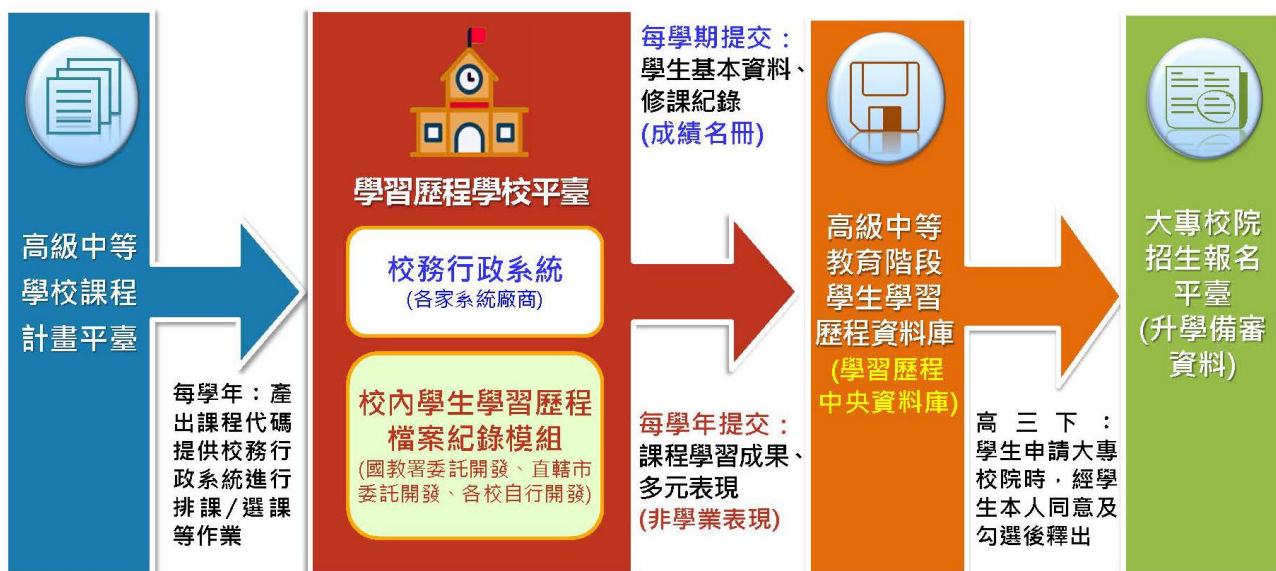 高級中等
學校課程
計畫平臺
每學年：產
出課程代碼
提供校務行
政系統進行
排課/選課
等作業
學習歷程學校平臺
校務行政系統
(各家系統廠商)
校內學生學習歷程
檔案紀錄模組
(國教署委託開發、直轄市
委託開發、各校自行開發)
每學期提交：
學生基本資料、
修課紀錄
(成績名冊)
每學年提交：
課程學習成果、
多元表現
(非學業表現)
高級中等
教育階段
學生學習
歷程資料庫
(學習歷程
中央資料庫)
高三下：
學生申請大專
校院時，經學
生本人同意及
勾選後釋出
大專校院
招生報名
平臺
(升學備審
資料)